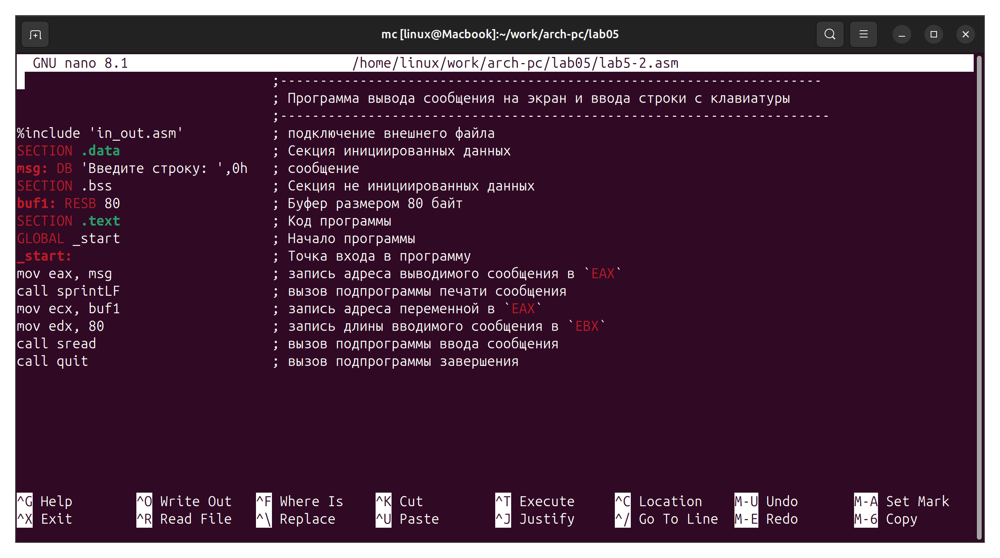 mc [linux@Macbook]:~/work/arch-pc/lab05
GNU nano 8.1 /home/linux/work/arch-pc/lab05/lab5-2.asm
;--------------------------------------------------------------------
; Программа вывода сообщения на экран и ввода строки с клавиатуры
;---------------------------------------------------------------------
%include 'in_out.asm' ; подключение внешнего файла
SECTION .data ; Секция инициированных данных
msg: DB 'Введите строку: ',0h ; сообщение
SECTION .bss ; Секция не инициированных данных
buf1: RESB 80 ; Буфер размером 80 байт
SECTION .text ; Код программы
GLOBAL _start ; Начало программы
_start: ; Точка входа в программу
mov eax, msg ; запись адреса выводимого сообщения в `EAX`
call sprintLF ; вызов подпрограммы печати сообщения
mov ecx, buf1 ; запись адреса переменной в `EAX`
mov edx, 80 ; запись длины вводимого сообщения в `EBX`
call sread ; вызов подпрограммы ввода сообщения
call quit ; вызов подпрограммы завершения
^G Help ^O Write Out ^F Where Is ^K Cut ^T Execute ^C Location M-U Undo M-A Set Mark
^X Exit ^R Read File ^\ Replace ^U Paste ^J Justify ^/ Go To Line M-E Redo M-6 Copy